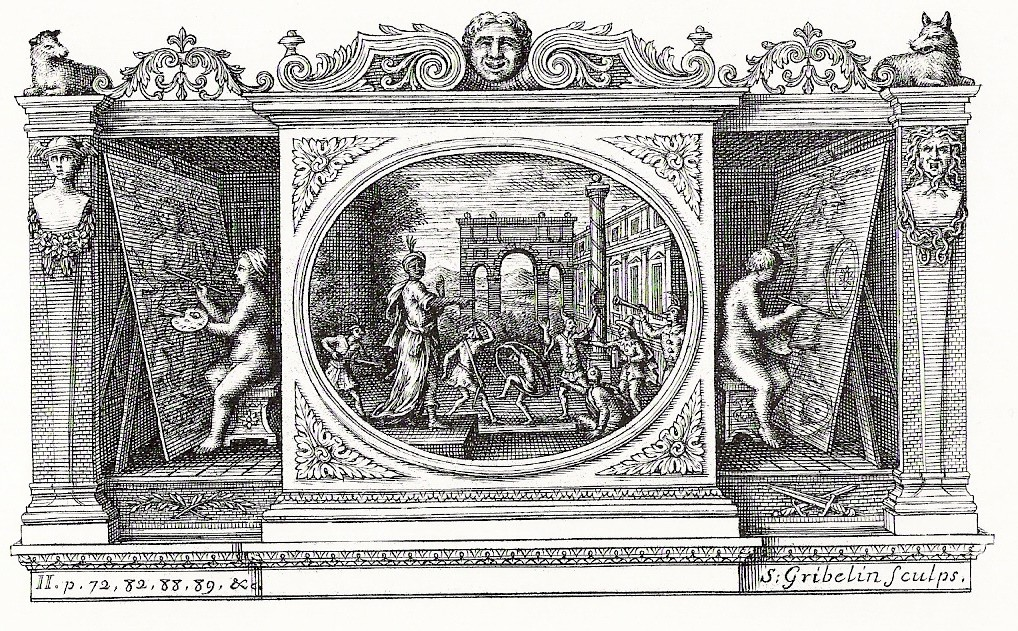 II. p. 72, 82, 88, 89, &c.
S: Gribelin sculps.